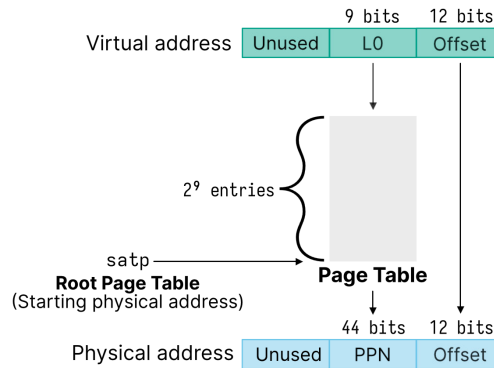 9 bits 12 bits
Virtual address Unused L0 Offset
2⁹ entries
satp
Root Page Table
(Starting physical address)
Page Table
44 bits 12 bits
Physical address Unused PPN Offset